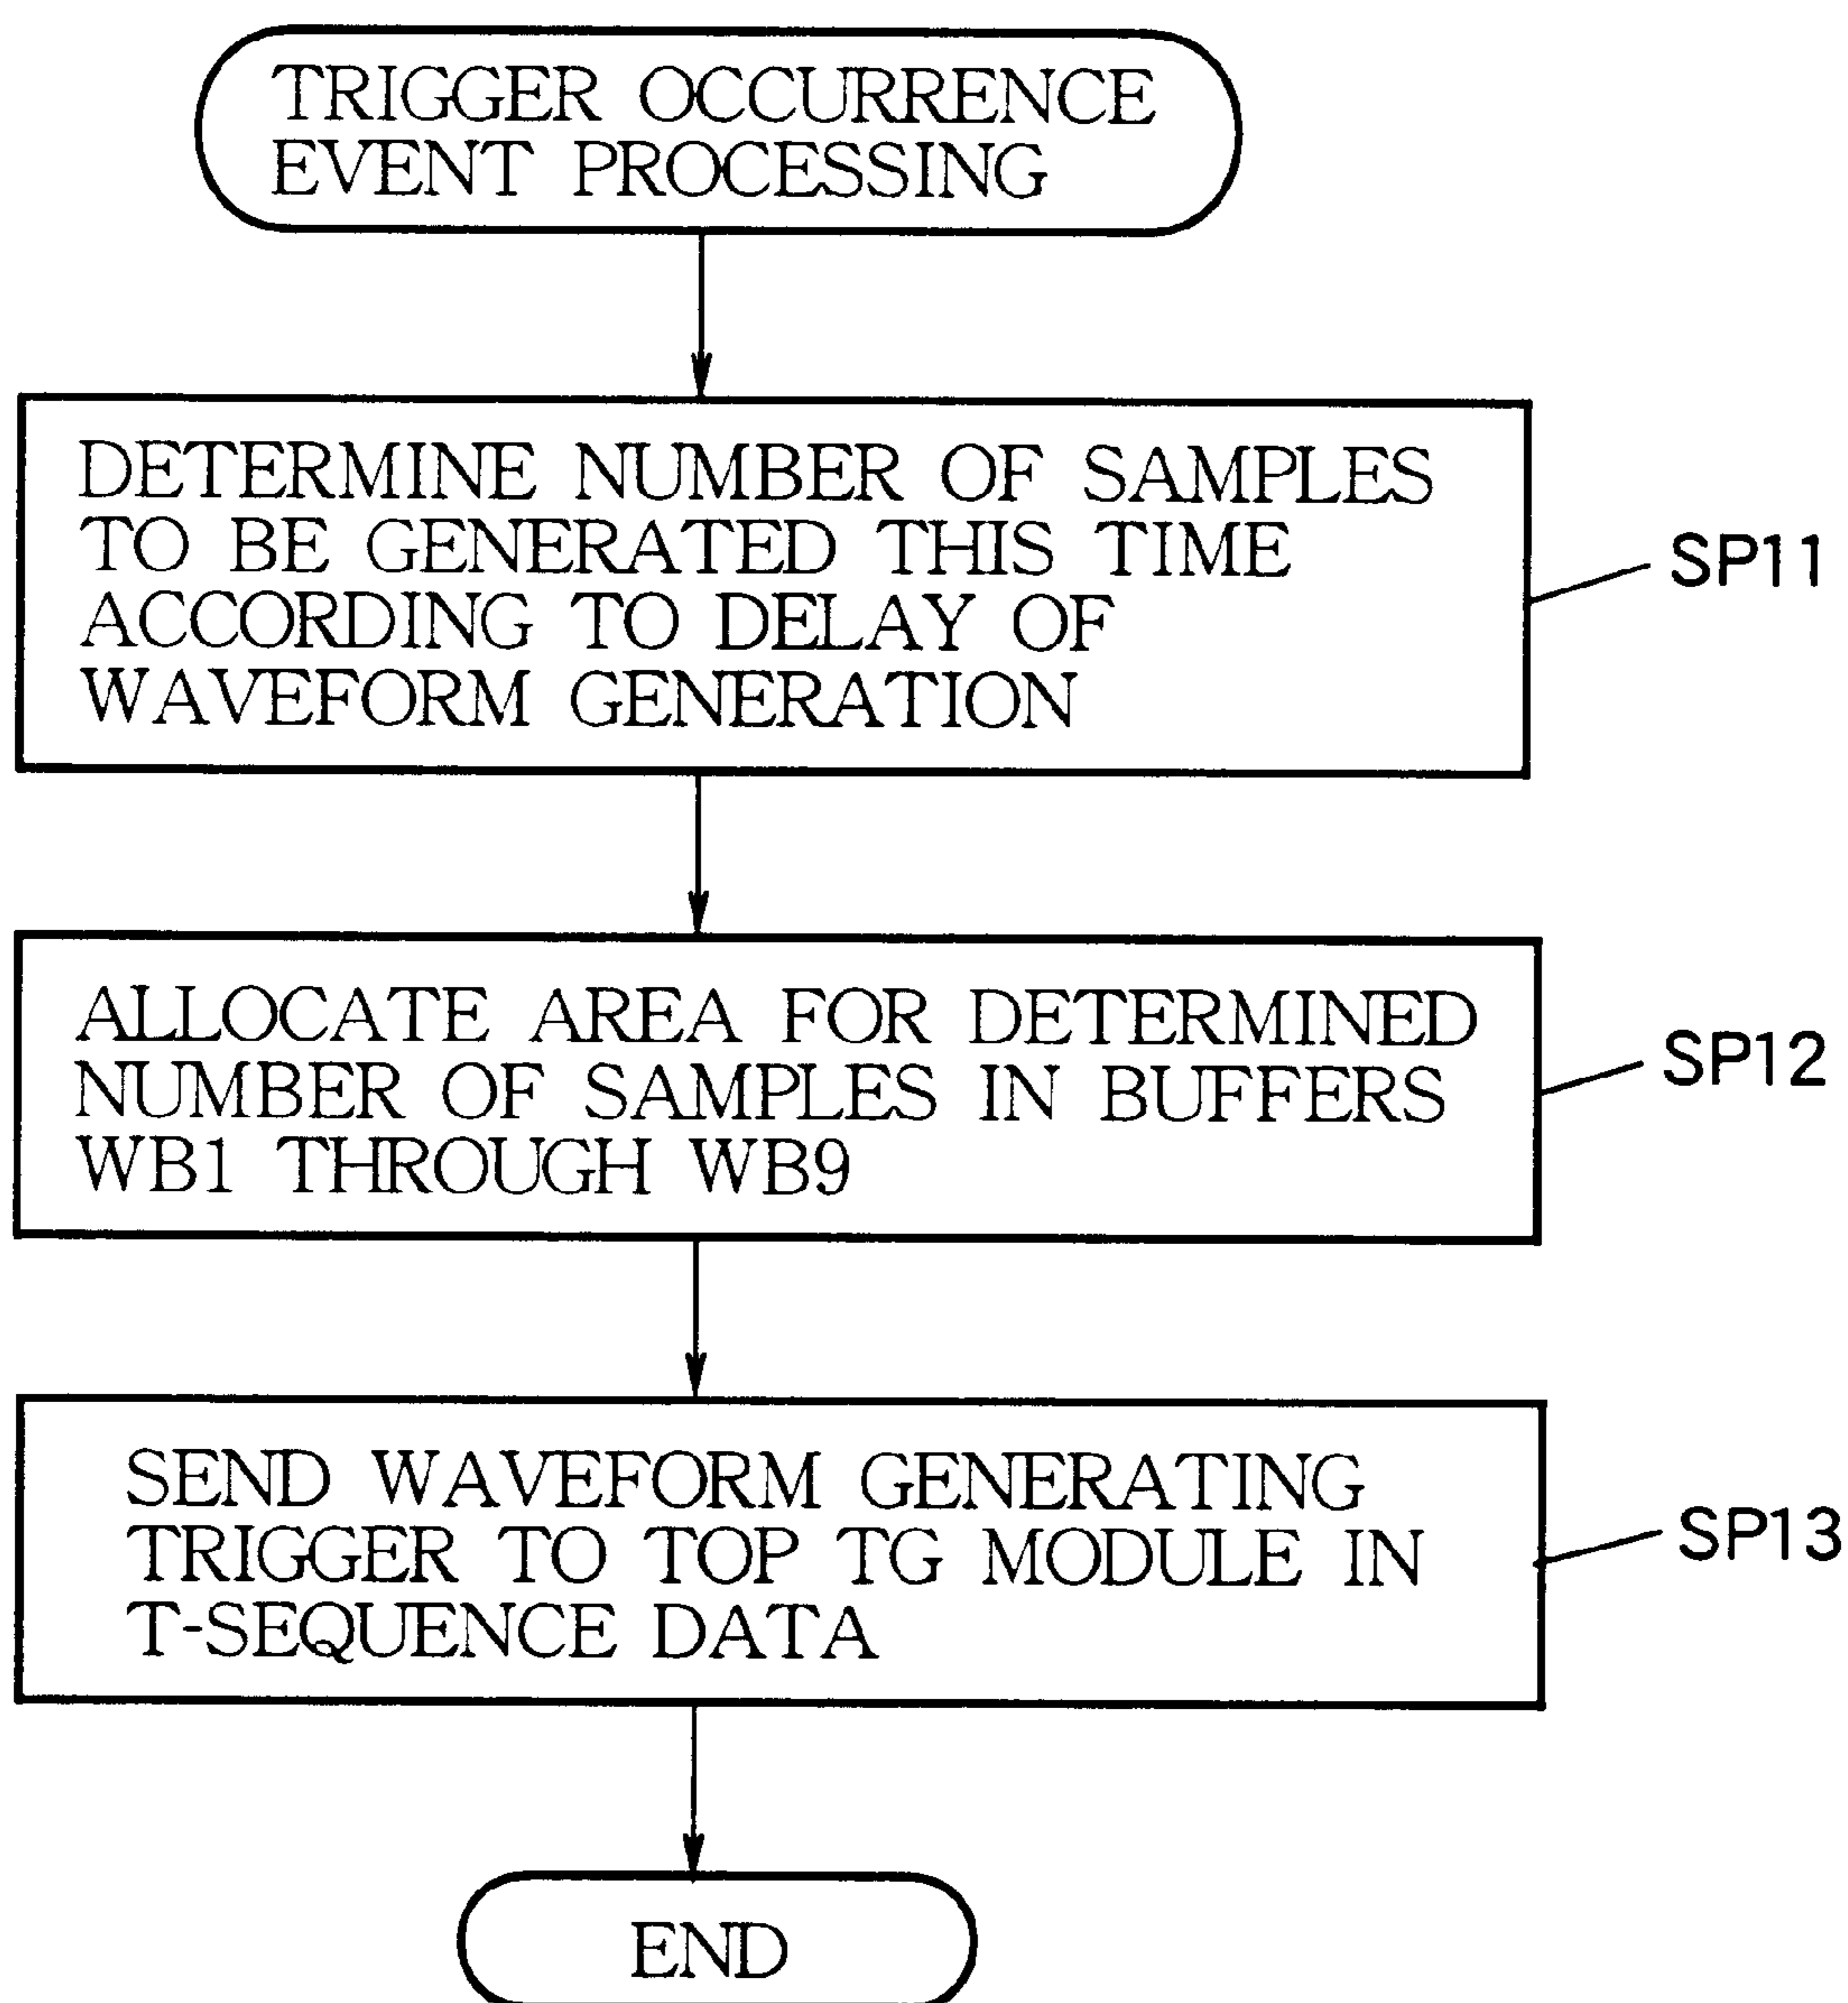 TRIGGER OCCURRENCE
EVENT PROCESSING
DETERMINE NUMBER OF SAMPLES
TO BE GENERATED THIS TIME
ACCORDING TO DELAY OF
WAVEFORM GENERATION
SP11
ALLOCATE AREA FOR DETERMINED
NUMBER OF SAMPLES IN BUFFERS
WB1 THROUGH WB9
SP12
SEND WAVEFORM GENERATING
TRIGGER TO TOP TG MODULE IN
T-SEQUENCE DATA
SP13
END